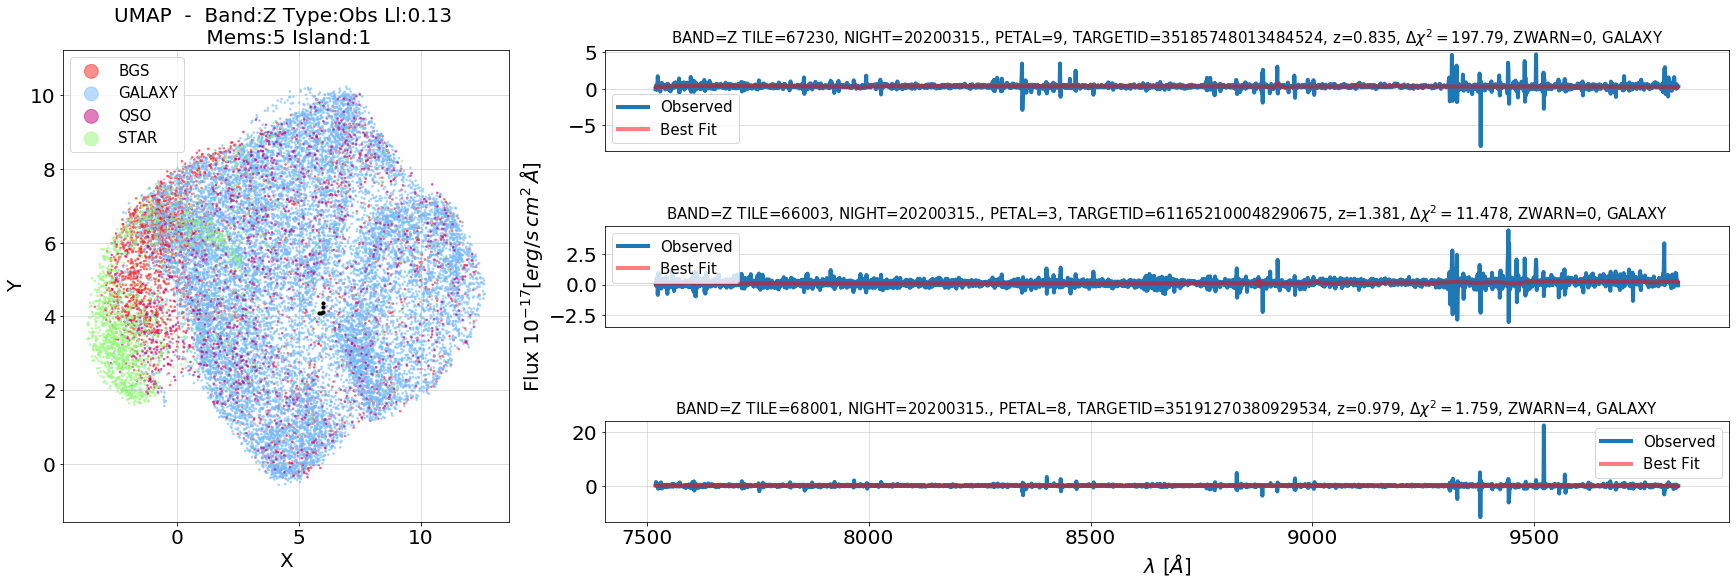 UMAP - Band:Z Type:Obs Ll:0.13
Mems:5 Island:1
BGS
GALAXY
QSO
STAR
10
8
6
4
2
0
Y
0
5
10
X
BAND=Z TILE=67230, NIGHT=20200315., PETAL=9, TARGETID=35185748013484524, z=0.835, Δχ² = 197.79, ZWARN=0, GALAXY
5
0
−5
Observed
Best Fit
BAND=Z TILE=66003, NIGHT=20200315., PETAL=3, TARGETID=611652100048290675, z=1.381, Δχ² = 11.478, ZWARN=0, GALAXY
2.5
0.0
−2.5
Observed
Best Fit
Flux 10⁻¹⁷[erg/s cm² Å]
BAND=Z TILE=68001, NIGHT=20200315., PETAL=8, TARGETID=35191270380929534, z=0.979, Δχ² = 1.759, ZWARN=4, GALAXY
20
0
Observed
Best Fit
7500
8000
8500
9000
9500
λ [Å]